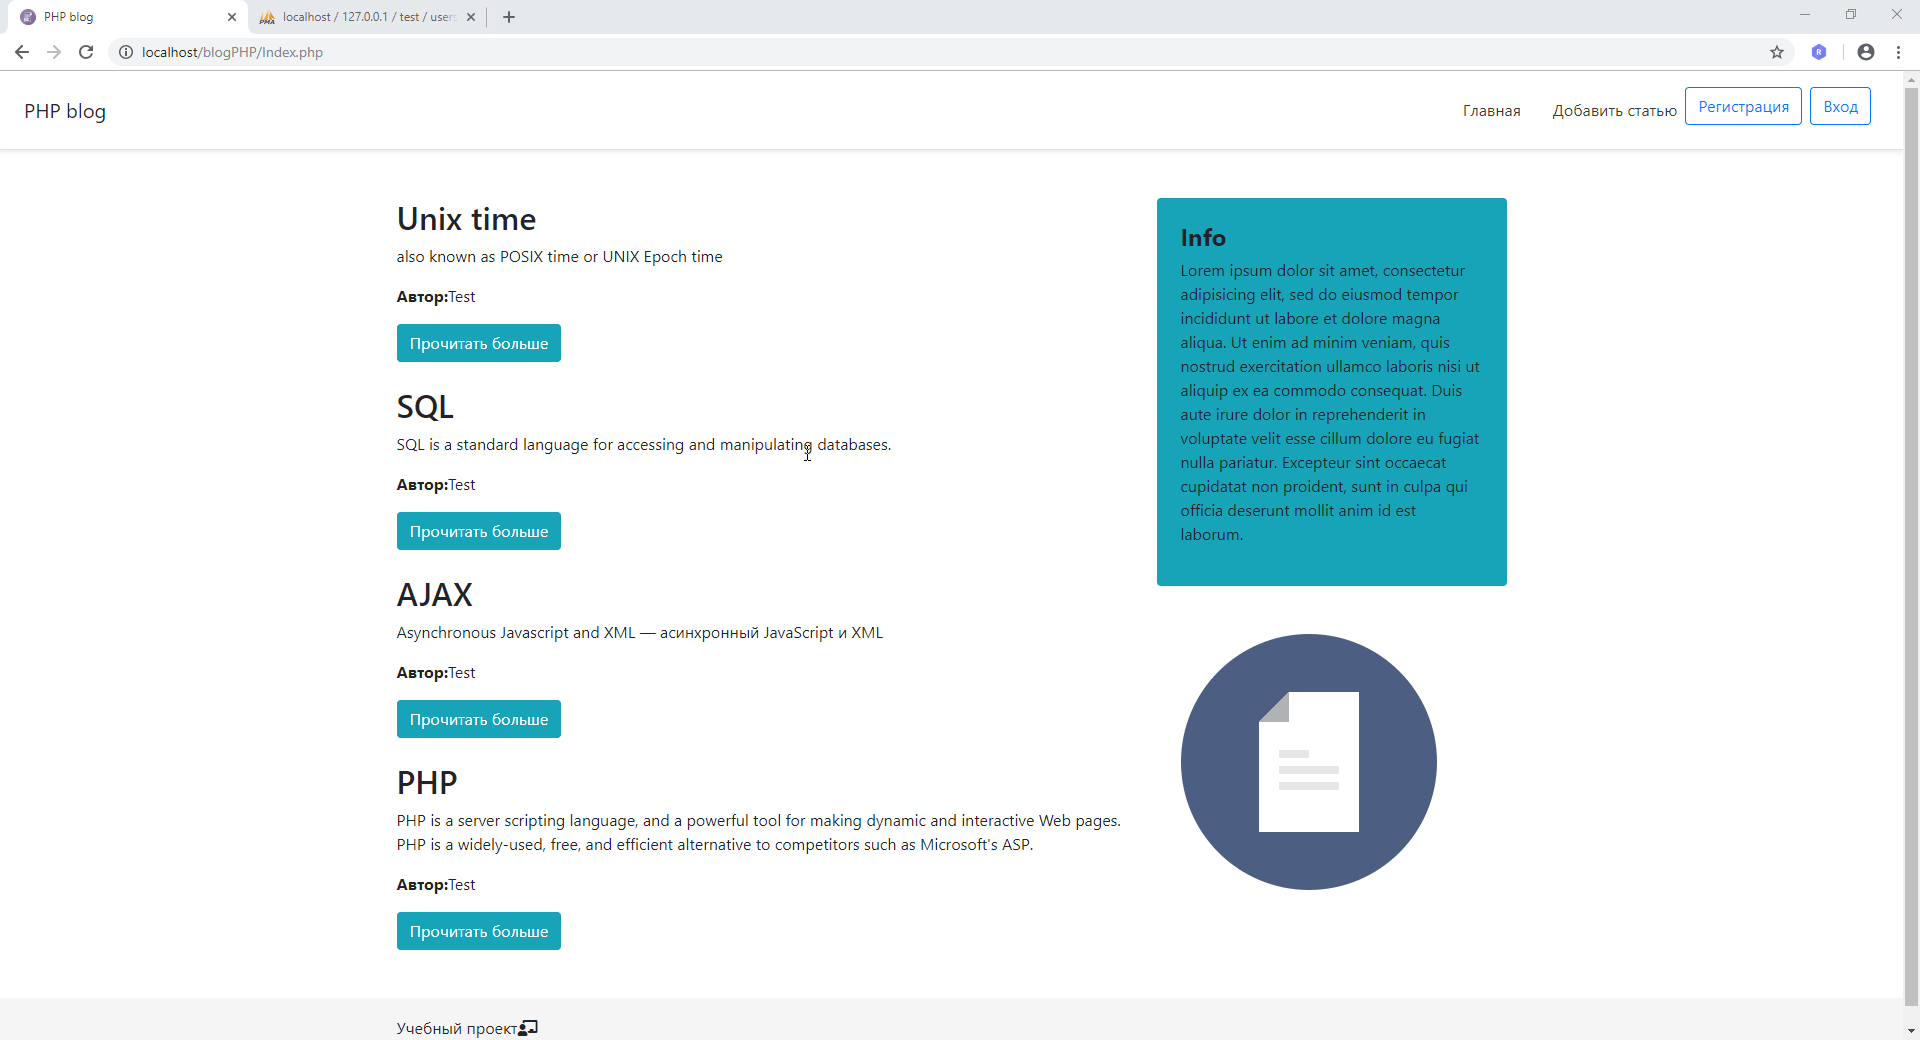 PHP blog
localhost / 127.0.0.1 / test / users
localhost/blogPHP/Index.php
PHP blog
Главная
Добавить статью
Регистрация
Вход
Unix time
also known as POSIX time or UNIX Epoch time
Автор:Test
Прочитать больше
SQL
SQL is a standard language for accessing and manipulating databases.
Автор:Test
Прочитать больше
AJAX
Asynchronous Javascript and XML — асинхронный JavaScript и XML
Автор:Test
Прочитать больше
PHP
PHP is a server scripting language, and a powerful tool for making dynamic and interactive Web pages.
PHP is a widely-used, free, and efficient alternative to competitors such as Microsoft's ASP.
Автор:Test
Прочитать больше
Info
Lorem ipsum dolor sit amet, consectetur
adipisicing elit, sed do eiusmod tempor
incididunt ut labore et dolore magna
aliqua. Ut enim ad minim veniam, quis
nostrud exercitation ullamco laboris nisi ut
aliquip ex ea commodo consequat. Duis
aute irure dolor in reprehenderit in
voluptate velit esse cillum dolore eu fugiat
nulla pariatur. Excepteur sint occaecat
cupidatat non proident, sunt in culpa qui
officia deserunt mollit anim id est
laborum.
Учебный проект